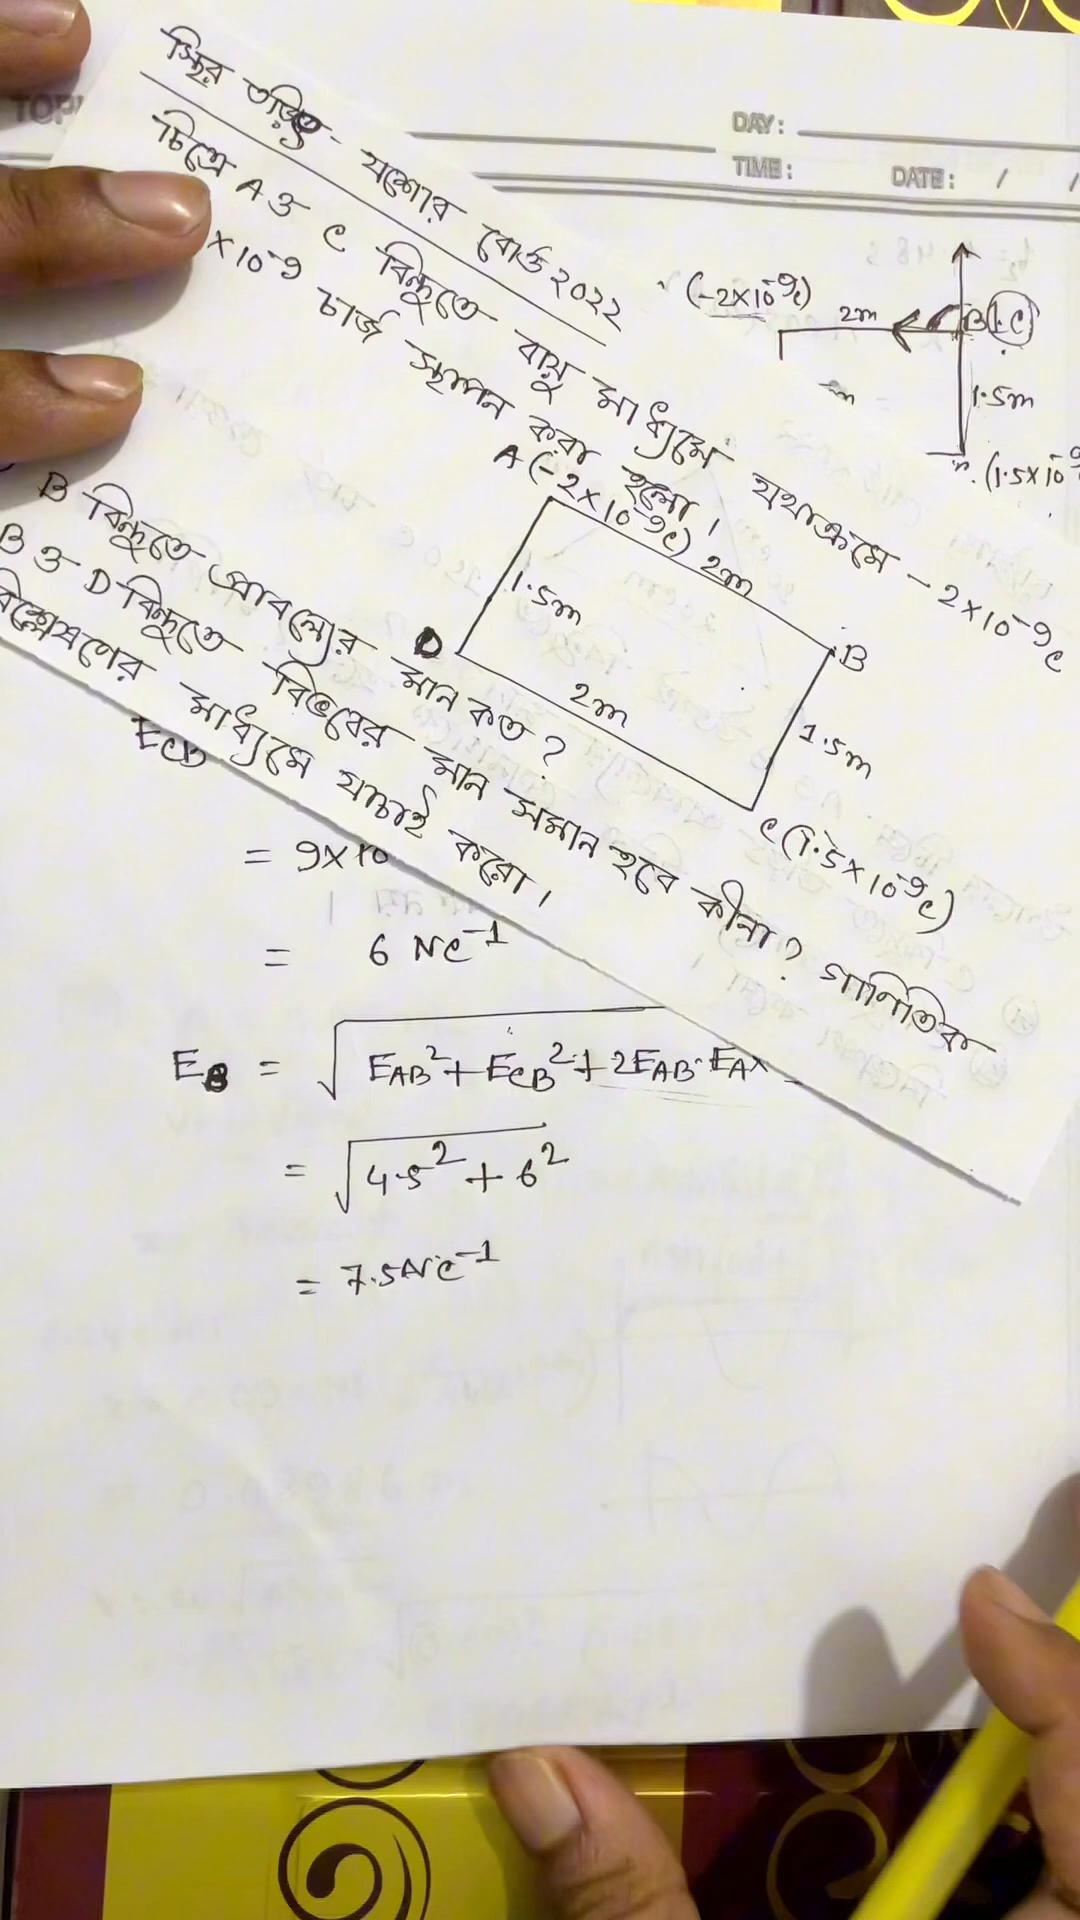 DAY:
TIME: DATE: / /
স্থির তড়িৎ - যশোর বোর্ড ২০২২
চিত্রে A ও C বিন্দুতে বায়ু মাধ্যমে যথাক্রমে -2×10⁻⁹C
×10⁻⁹ চার্জ স্থাপন করা হলো।
A(-2×10⁻⁹C) 2m
B
1.5m
D
2m
1.5m
C(1.5×10⁻⁹C)
B বিন্দুতে প্রাবল্যের মান কত?
B ও D বিন্দুতে বিভবের মান সমান হবে কীনা? গাণিতিক
বিশ্লেষণের মাধ্যমে যাচাই করো।
(-2×10⁻⁹C)
2m
B
1.5m
(1.5×10⁻⁹
E_CB
= 9×10
= 6 NC⁻¹
E_B = √E_AB² + E_CB² + 2E_AB·E_A×
= √4.5² + 6²
= 7.5NC⁻¹